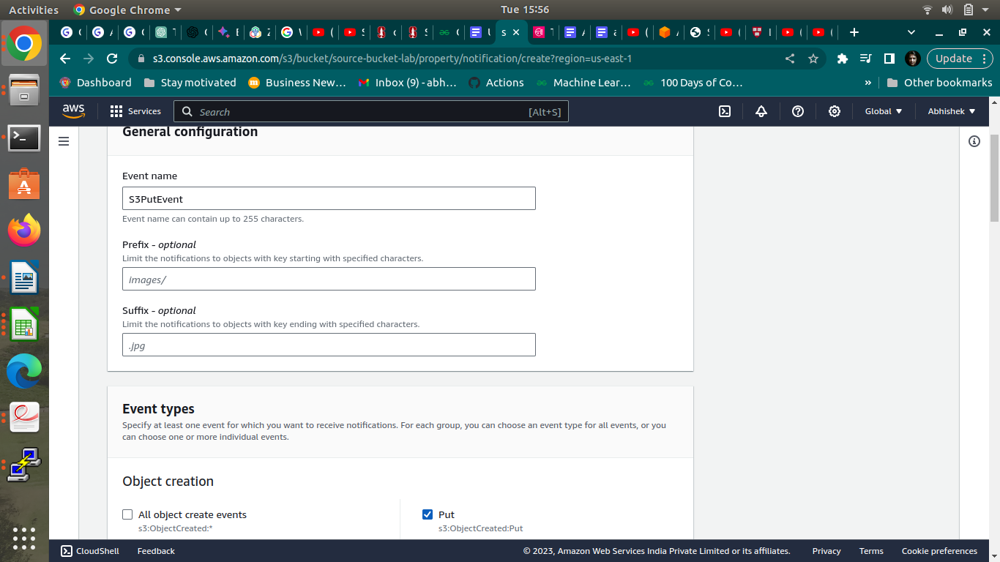 Activities
Google Chrome
Tue 15:56
s3.console.aws.amazon.com/s3/bucket/source-bucket-lab/property/notification/create?region=us-east-1
Update
Dashboard
Stay motivated
Business New…
Inbox (9) - abh…
Actions
Machine Lear…
100 Days of Co…
»
Other bookmarks
aws
Services
Search
[Alt+S]
Global
Abhishek
General configuration
Event name
S3PutEvent
Event name can contain up to 255 characters.
Prefix - optional
Limit the notifications to objects with key starting with specified characters.
images/
Suffix - optional
Limit the notifications to objects with key ending with specified characters.
.jpg
Event types
Specify at least one event for which you want to receive notifications. For each group, you can choose an event type for all events, or you
can choose one or more individual events.
Object creation
All object create events
s3:ObjectCreated:*
Put
s3:ObjectCreated:Put
CloudShell
Feedback
© 2023, Amazon Web Services India Private Limited or its affiliates.
Privacy
Terms
Cookie preferences